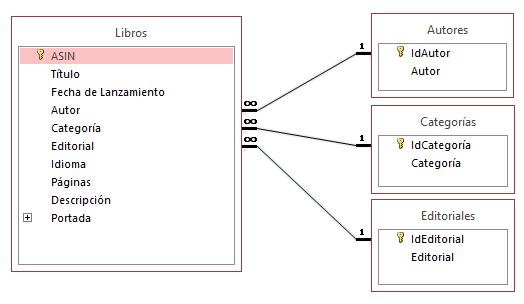 Libros
ASIN
Título
Fecha de Lanzamiento
Autor
Categoría
Editorial
Idioma
Páginas
Descripción
Portada
∞
∞
∞
1
1
1
Autores
IdAutor
Autor
Categorías
IdCategoría
Categoría
Editoriales
IdEditorial
Editorial